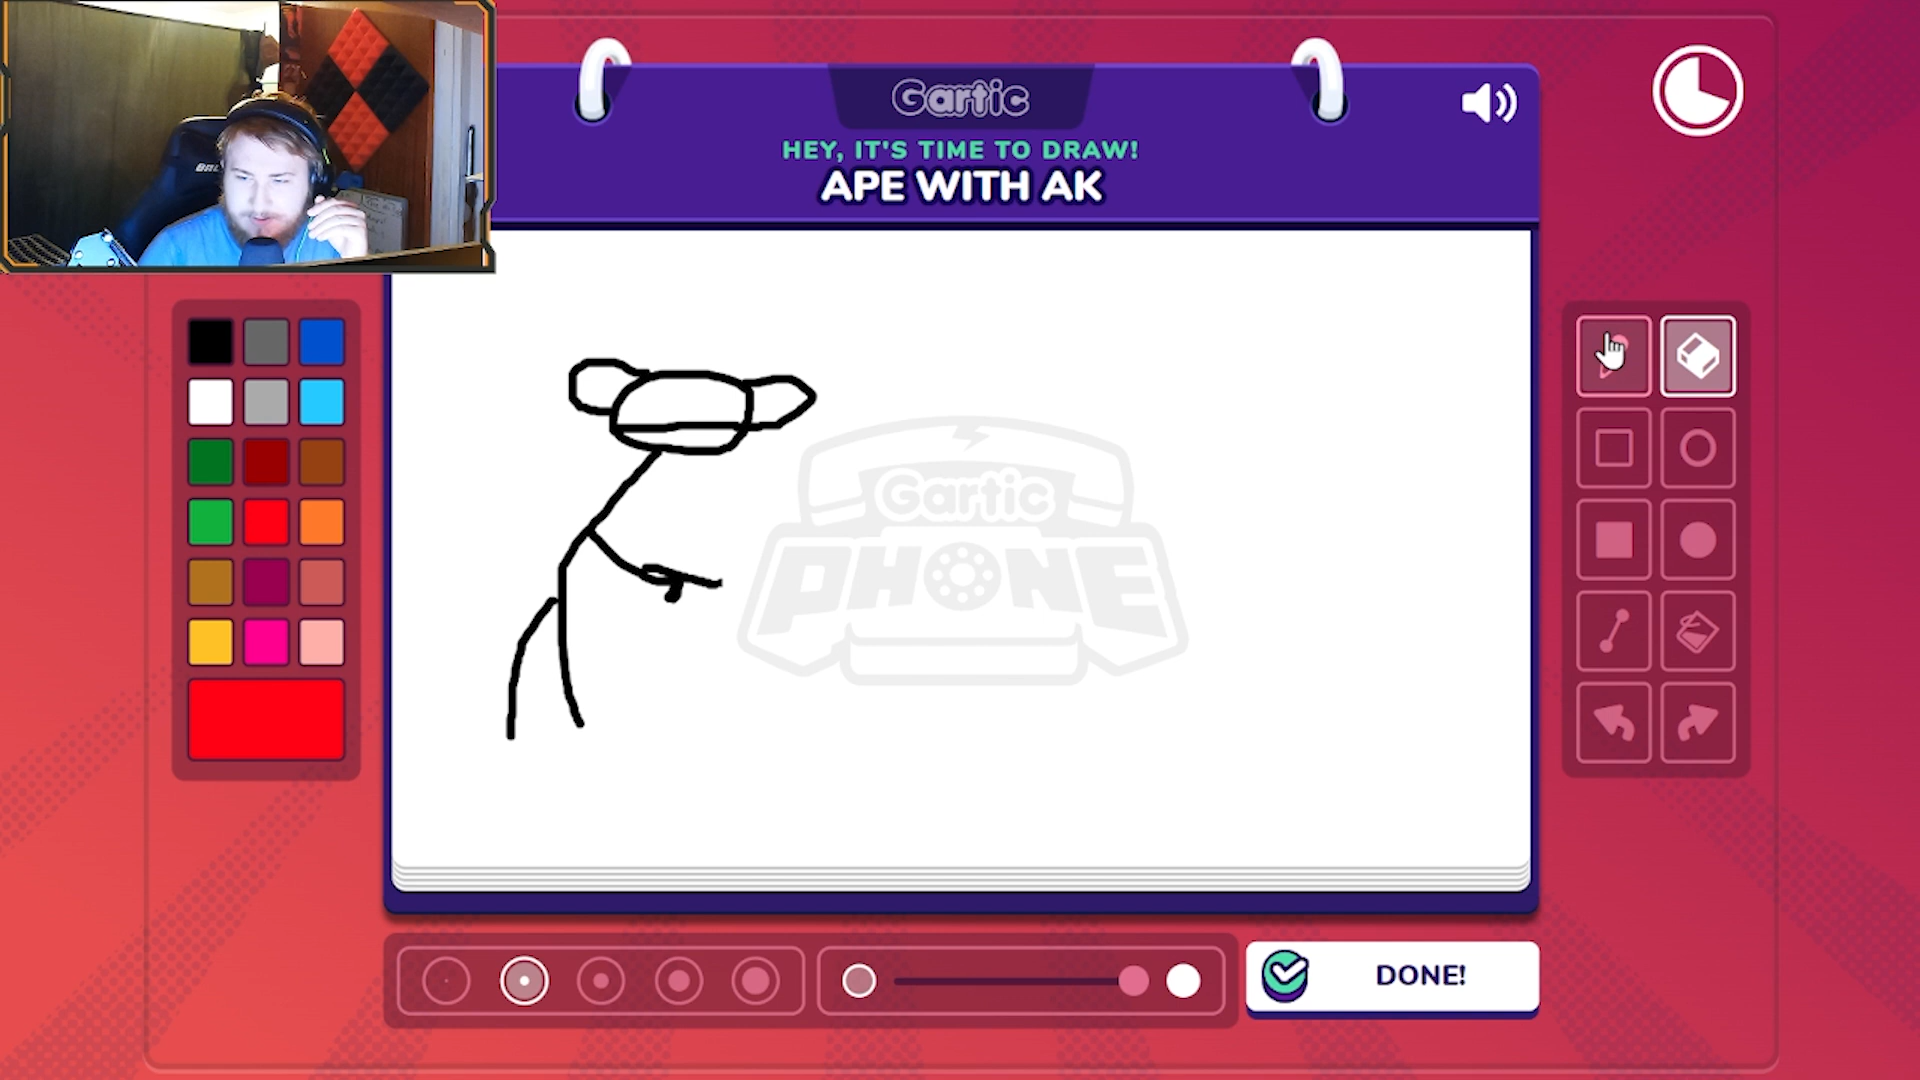 Gartic
HEY, IT'S TIME TO DRAW!
APE WITH AK
Gartic
PHONE
DONE!